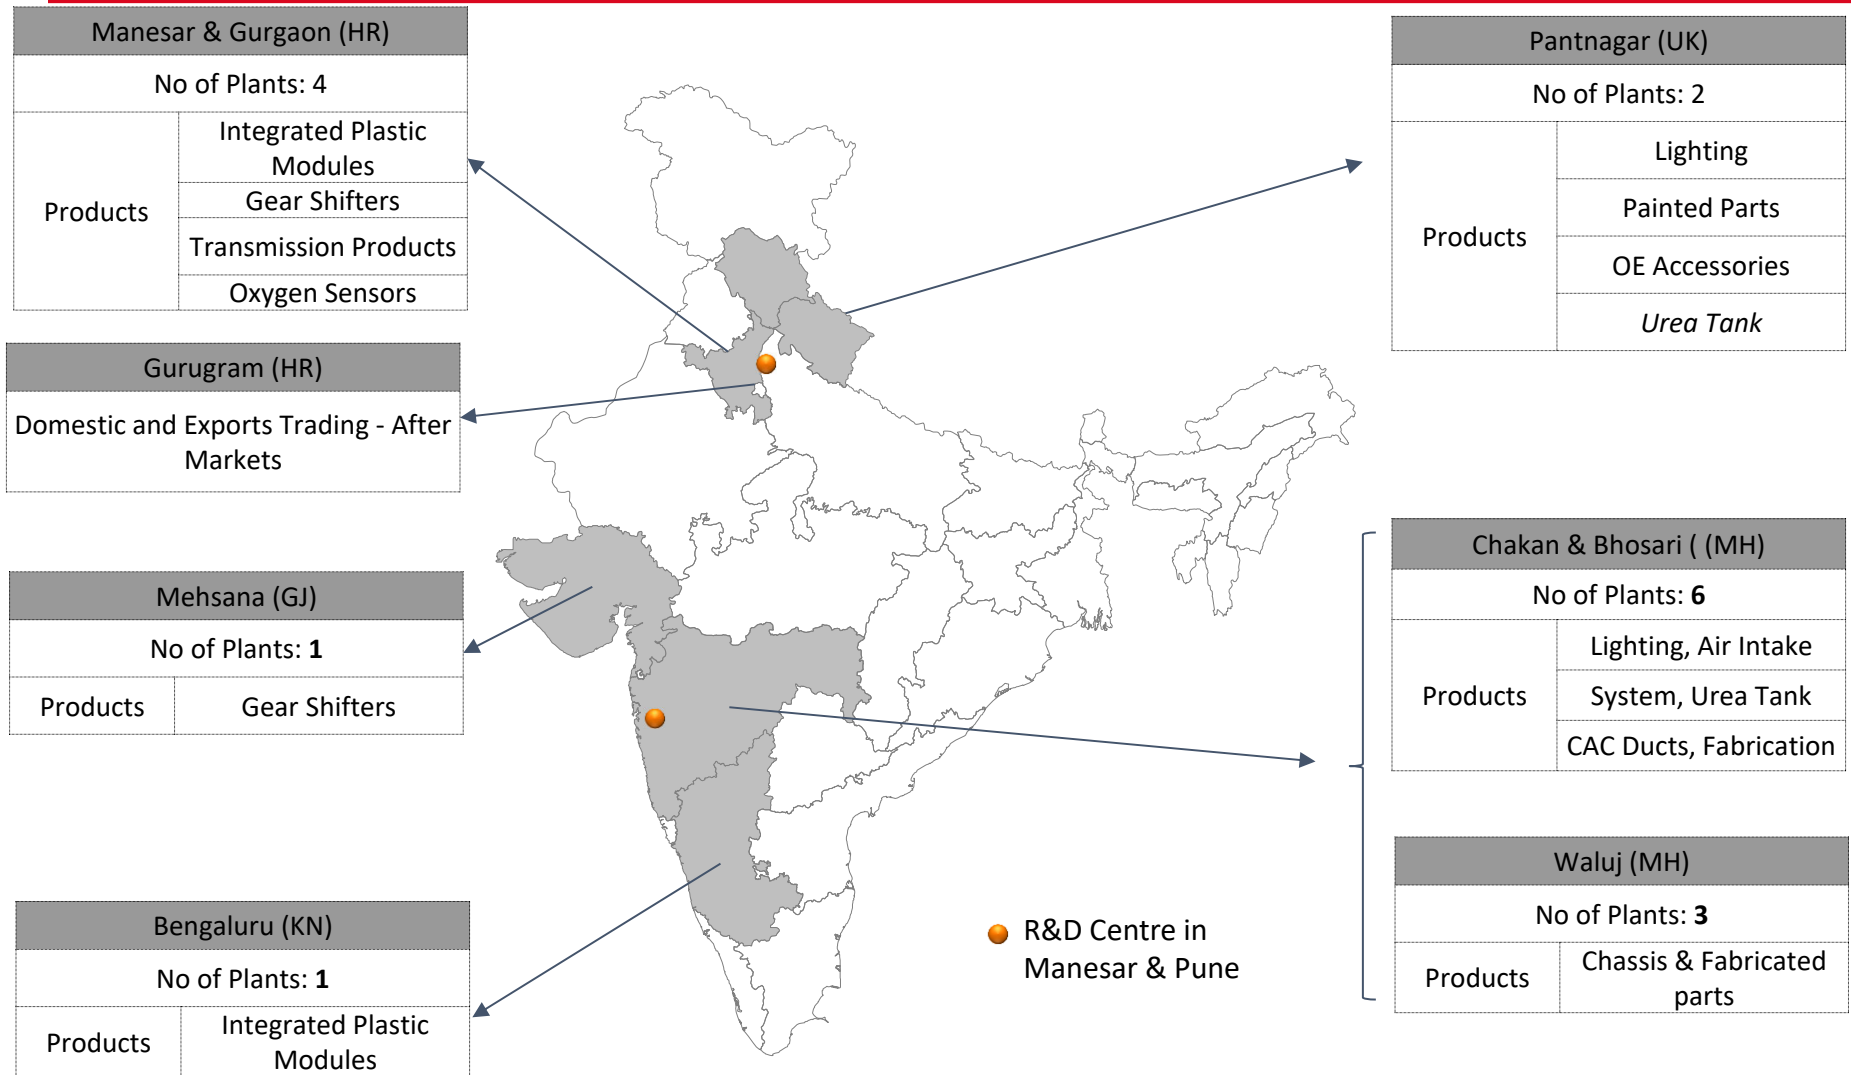 Manesar & Gurgaon (HR)
No of Plants: 4
Products
Integrated Plastic
Modules
Gear Shifters
Transmission Products
Oxygen Sensors
Gurugram (HR)
Domestic and Exports Trading - After
Markets
Mehsana (GJ)
No of Plants: 1
Products
Gear Shifters
Bengaluru (KN)
No of Plants: 1
Products
Integrated Plastic
Modules
R&D Centre in
Manesar & Pune
Pantnagar (UK)
No of Plants: 2
Products
Lighting
Painted Parts
OE Accessories
Urea Tank
Chakan & Bhosari ( (MH)
No of Plants: 6
Products
Lighting, Air Intake
System, Urea Tank
CAC Ducts, Fabrication
Waluj (MH)
No of Plants: 3
Products
Chassis & Fabricated
parts